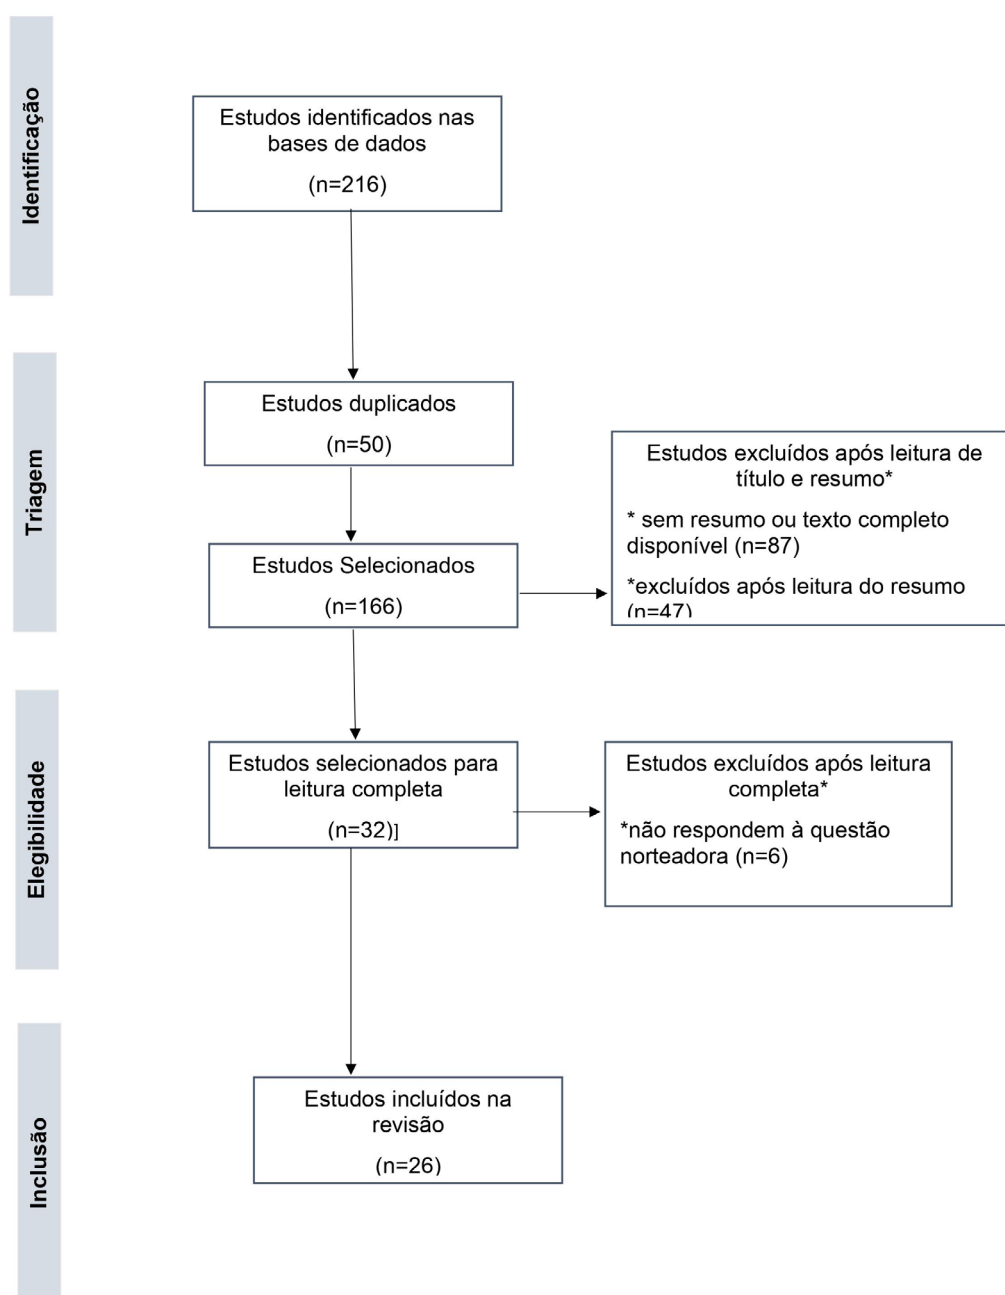 Identificação
Estudos identificados nas
bases de dados
(n=216)
Triagem
Estudos duplicados
(n=50)
Estudos Selecionados
(n=166)
Estudos excluídos após leitura de
título e resumo*
* sem resumo ou texto completo
disponível (n=87)
*excluídos após leitura do resumo
(n=47)
Elegibilidade
Estudos selecionados para
leitura completa
(n=32)]
Estudos excluídos após leitura
completa*
*não respondem à questão
norteadora (n=6)
Inclusão
Estudos incluídos na
revisão
(n=26)